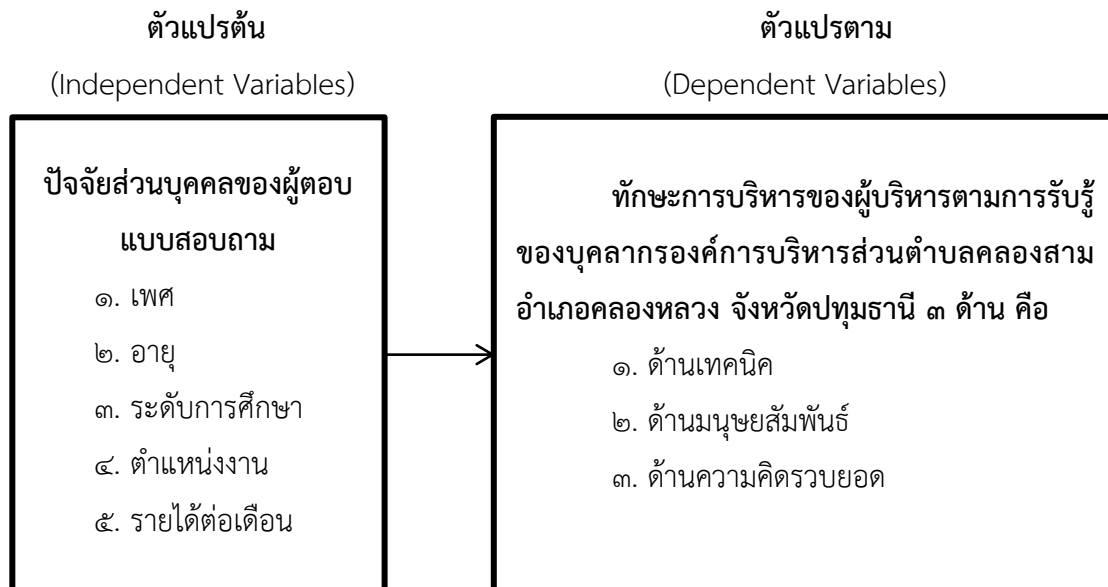 ตัวแปรต้น
(Independent Variables)
ปัจจัยส่วนบุคคลของผู้ตอบ
แบบสอบถาม
๑. เพศ
๒. อายุ
๓. ระดับการศึกษา
๔. ตำแหน่งงาน
๕. รายได้ต่อเดือน
ตัวแปรตาม
(Dependent Variables)
ทักษะการบริหารของผู้บริหารตามการรับรู้
ของบุคลากรองค์การบริหารส่วนตำบลคลองสาม
อำเภอคลองหลวง จังหวัดปทุมธานี ๓ ด้าน คือ
๑. ด้านเทคนิค
๒. ด้านมนุษยสัมพันธ์
๓. ด้านความคิดรวบยอด